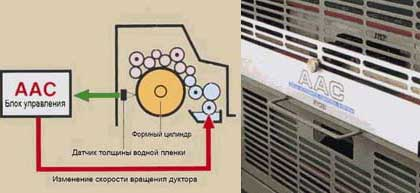 AAC
Блок управления
Формный цилиндр
Датчик толщины водной пленки
Изменение скорости вращения дуктора
AAC